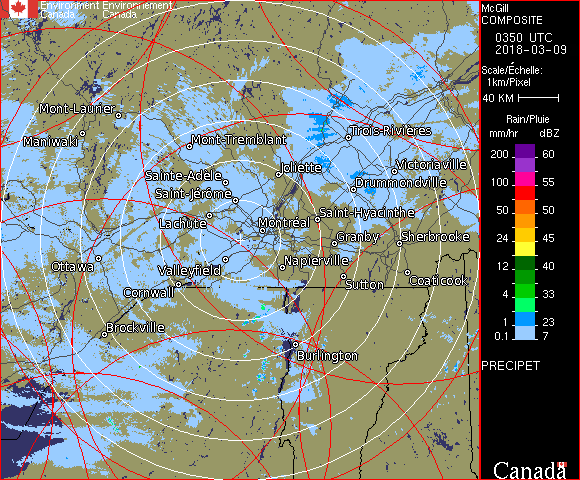 Environment Environnement
Canada Canada
McGill
COMPOSITE
0350 UTC
2018-03-09
Scale/Échelle:
1km/Pixel
40 KM
Rain/Pluie
mm/hr dBZ
200 60
100 55
50 50
24 45
12 40
4 33
1 23
0.1 7
PRECIPET
Canada
Mont-Laurier
Maniwaki
Mont-Tremblant
Trois-Rivières
Joliette
Victoriaville
Sainte-Adèle
Drummondville
Saint-Jérôme
Saint-Hyacinthe
Lachute
Montréal
Granby
Sherbrooke
Ottawa
Valleyfield
Napierville
Cornwall
Sutton
Coaticook
Brockville
Burlington